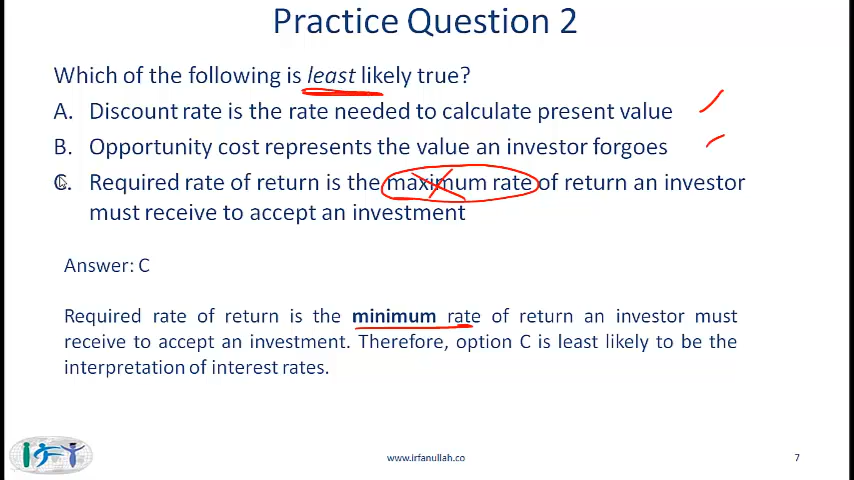 Practice Question 2
Which of the following is least likely true?
A. Discount rate is the rate needed to calculate present value
B. Opportunity cost represents the value an investor forgoes
C. Required rate of return is the maximum rate of return an investor
must receive to accept an investment
Answer: C
Required rate of return is the minimum rate of return an investor must
receive to accept an investment. Therefore, option C is least likely to be the
interpretation of interest rates.
www.irfanullah.co
7